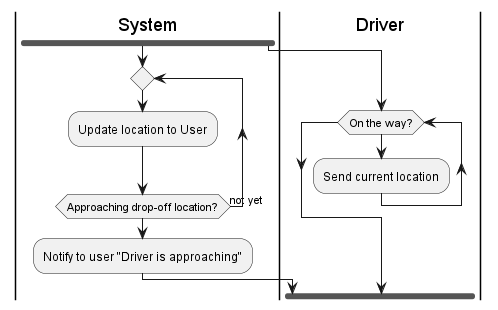 System
Driver
On the way?
Update location to User
Send current location
not yet
Approaching drop-off location?
Notify to user "Driver is approaching"